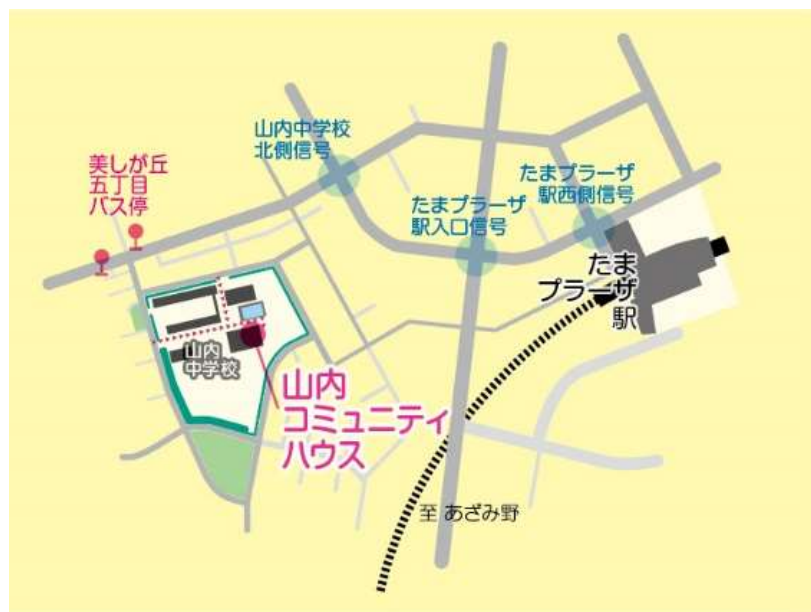 山内中学校
北側信号
美しが丘
五丁目
バス停
たまプラーザ
駅西側信号
たまプラーザ
駅入口信号
たま
プラーザ
駅
山内
中学校
山内
コミュニティ
ハウス
至 あざみ野